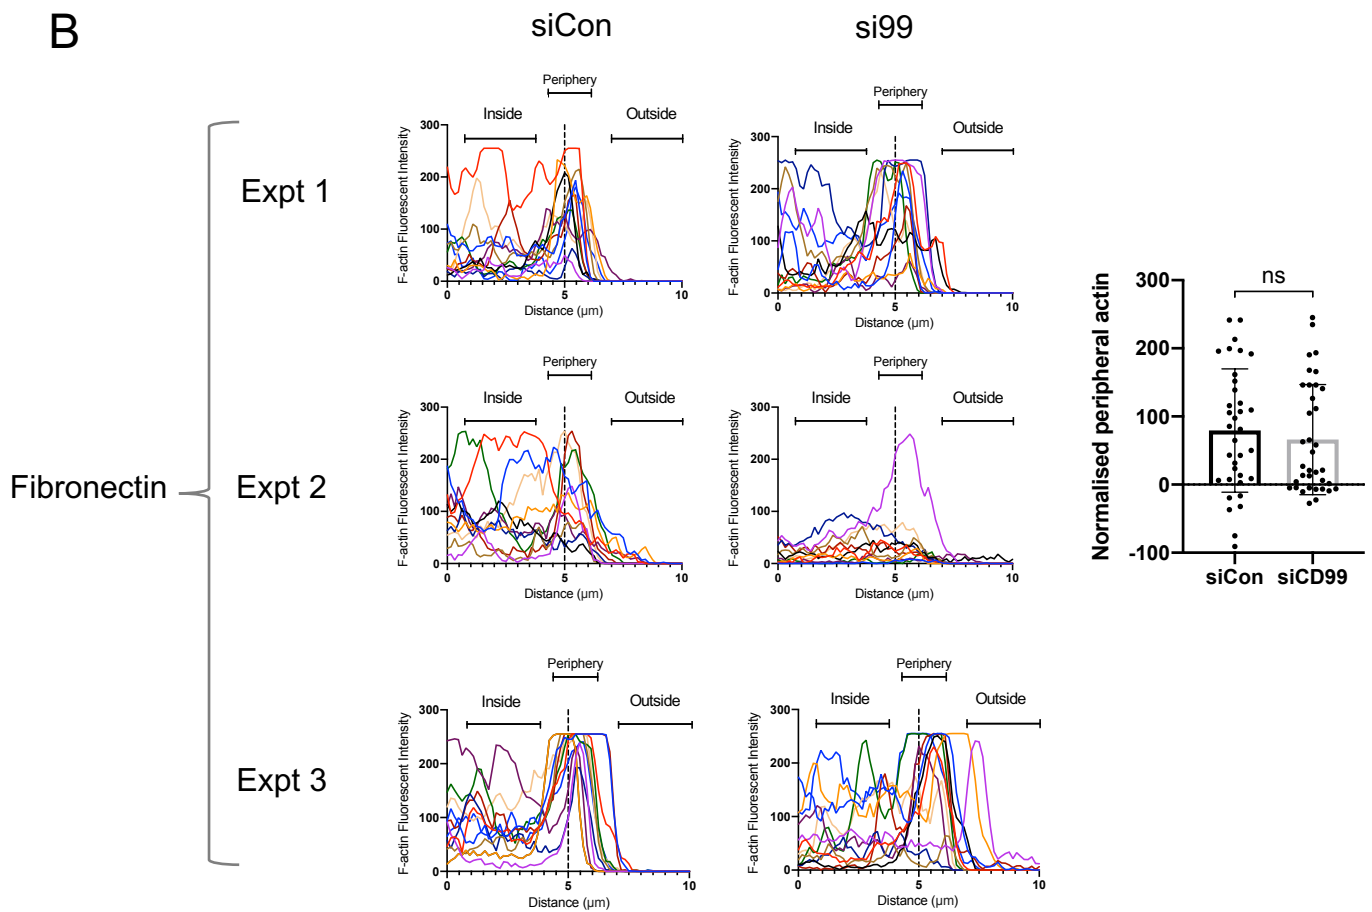 B
siCon
si99
Fibronectin
Expt 1
Periphery
Inside
Outside
F-actin Fluorescent Intensity
300
200
100
0
0
5
10
Distance (µm)
Periphery
Inside
Outside
F-actin Fluorescent Intensity
300
200
100
0
0
5
10
Distance (µm)
Expt 2
Periphery
Inside
Outside
F-actin Fluorescent Intensity
300
200
100
0
0
5
10
Distance (µm)
Periphery
Inside
Outside
F-actin Fluorescent Intensity
300
200
100
0
0
5
10
Distance (µm)
Expt 3
Periphery
Inside
Outside
F-actin Fluorescent Intensity
300
200
100
0
0
5
10
Distance (µm)
Periphery
Inside
Outside
F-actin Fluorescent Intensity
300
200
100
0
0
5
10
Distance (µm)
Normalised peripheral actin
300
200
100
0
-100
ns
siCon
siCD99